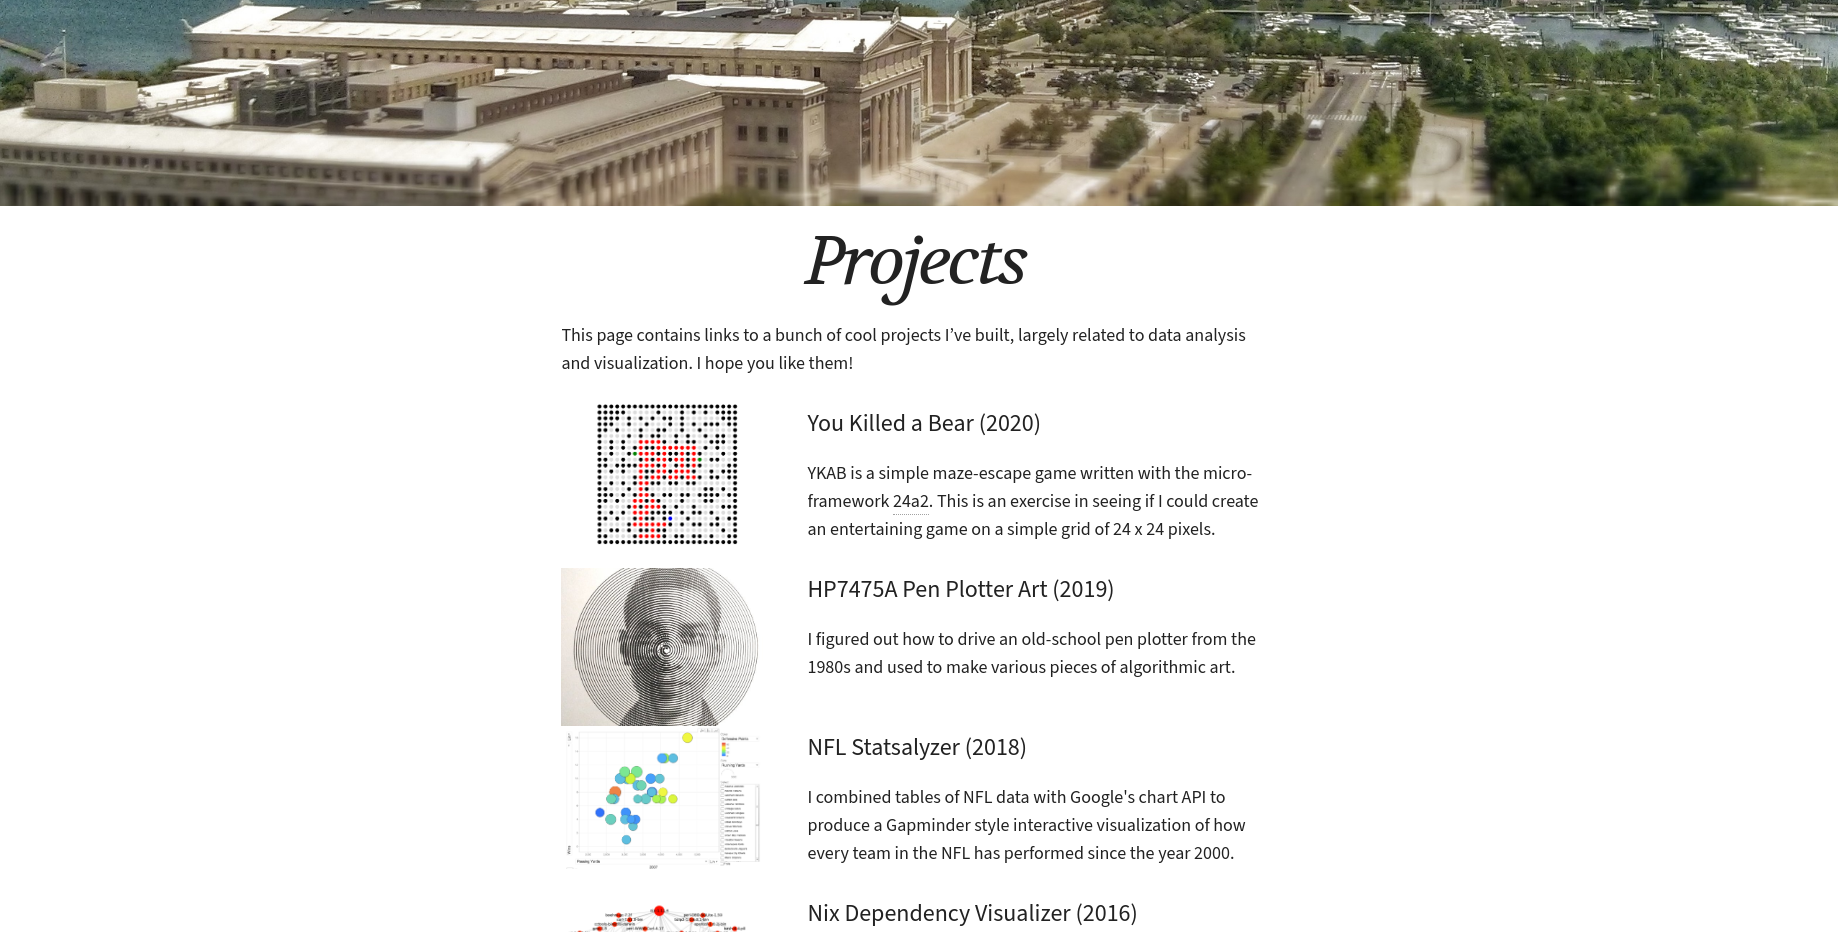 Projects
This page contains links to a bunch of cool projects I’ve built, largely related to data analysis
and visualization. I hope you like them!
You Killed a Bear (2020)
YKAB is a simple maze-escape game written with the micro-
framework 24a2. This is an exercise in seeing if I could create
an entertaining game on a simple grid of 24 x 24 pixels.
HP7475A Pen Plotter Art (2019)
I figured out how to drive an old-school pen plotter from the
1980s and used to make various pieces of algorithmic art.
NFL Statsalyzer (2018)
I combined tables of NFL data with Google's chart API to
produce a Gapminder style interactive visualization of how
every team in the NFL has performed since the year 2000.
Passing Yards
2007
Nix Dependency Visualizer (2016)